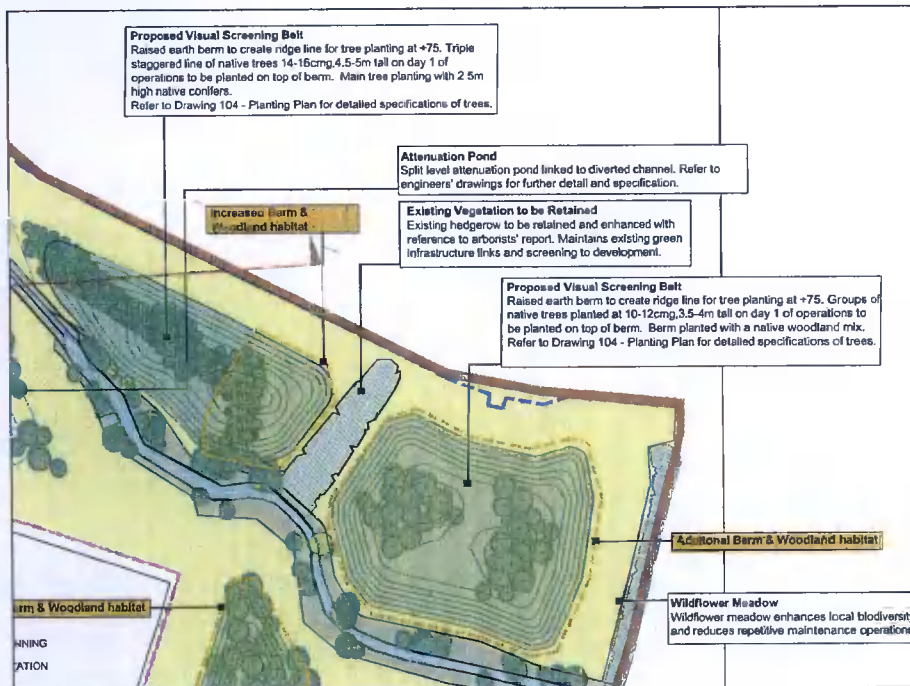 Proposed Visual Screening Belt
Raised earth berm to create ridge line for tree planting at +75. Triple
staggered line of native trees 14-16cmg,4.5-5m tall on day 1 of
operations to be planted on top of berm. Main tree planting with 2 5m
high native conifers.
Refer to Drawing 104 - Planting Plan for detailed specifications of trees.
Attenuation Pond
Split level attenuation pond linked to diverted channel. Refer to
engineers' drawings for further detail and specification.
Increased Berm &
Woodland habitat
Existing Vegetation to be Retained
Existing hedgerow to be retained and enhanced with
reference to arborists' report. Maintains existing green
infrastructure links and screening to development.
Proposed Visual Screening Belt
Raised earth berm to create ridge line for tree planting at +75. Groups of
native trees planted at 10-12cmg,3.5-4m tall on day 1 of operations to
be planted on top of berm. Berm planted with a native woodland mix.
Refer to Drawing 104 - Planting Plan for detailed specifications of trees.
Additonal Berm & Woodland habitat
Wildflower Meadow
Wildflower meadow enhances local biodiversity
and reduces repetitive maintenance operations
erm & Woodland habitat
NNING
ATION